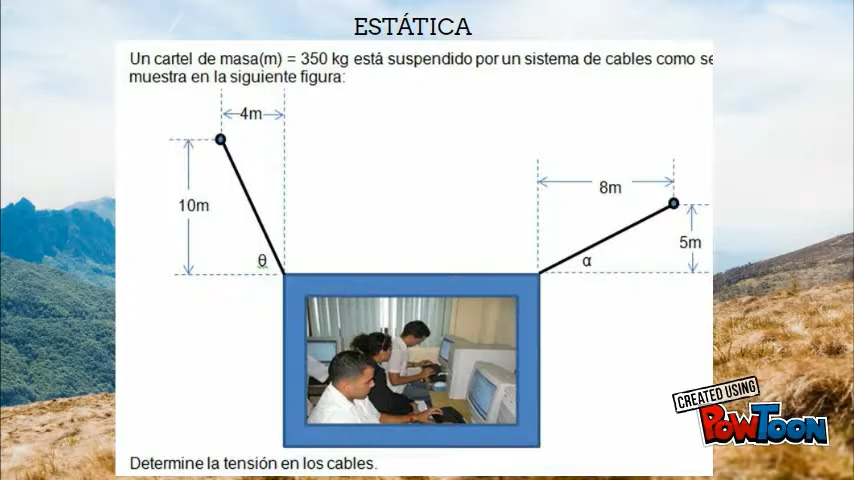 ESTÁTICA
Un cartel de masa(m) = 350 kg está suspendido por un sistema de cables como se
muestra en la siguiente figura:
4m
8m
10m
5m
θ
α
CREATED USING
POWTOON
Determine la tensión en los cables.